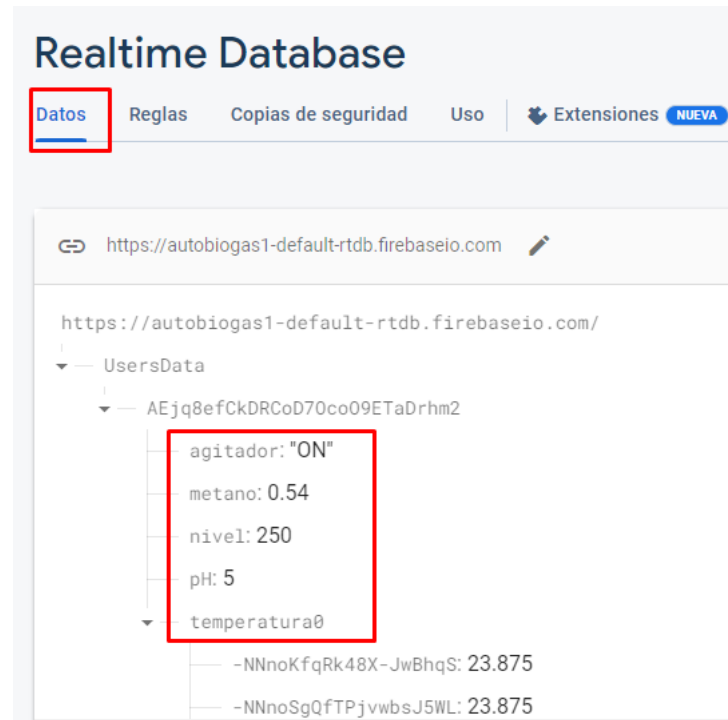 Realtime Database
Datos Reglas Copias de seguridad Uso Extensiones NUEVA
https://autobiogas1-default-rtdb.firebaseio.com
https://autobiogas1-default-rtdb.firebaseio.com/
UsersData
AEjq8efCkDRCoD7OcoO9ETaDrhm2
agitador: "ON"
metano: 0.54
nivel: 250
pH: 5
temperatura0
-NNnoKfqRk48X-JwBhqS: 23.875
-NNnoSgQfTPjvwbsJ5WL: 23.875